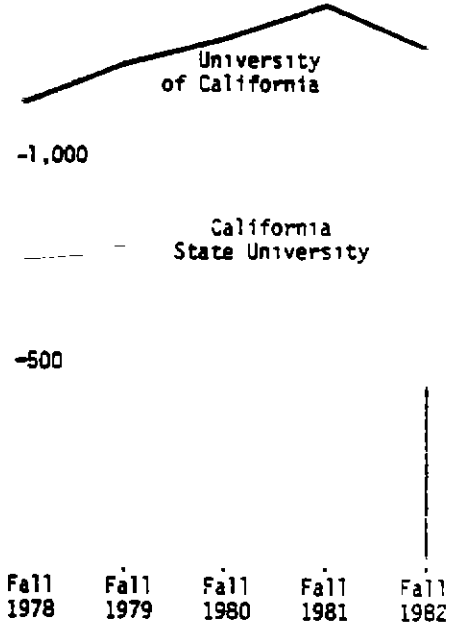 University
of California
-1,000
California
State University
-500
Fall Fall Fall Fall Fall
1978 1979 1980 1981 1982